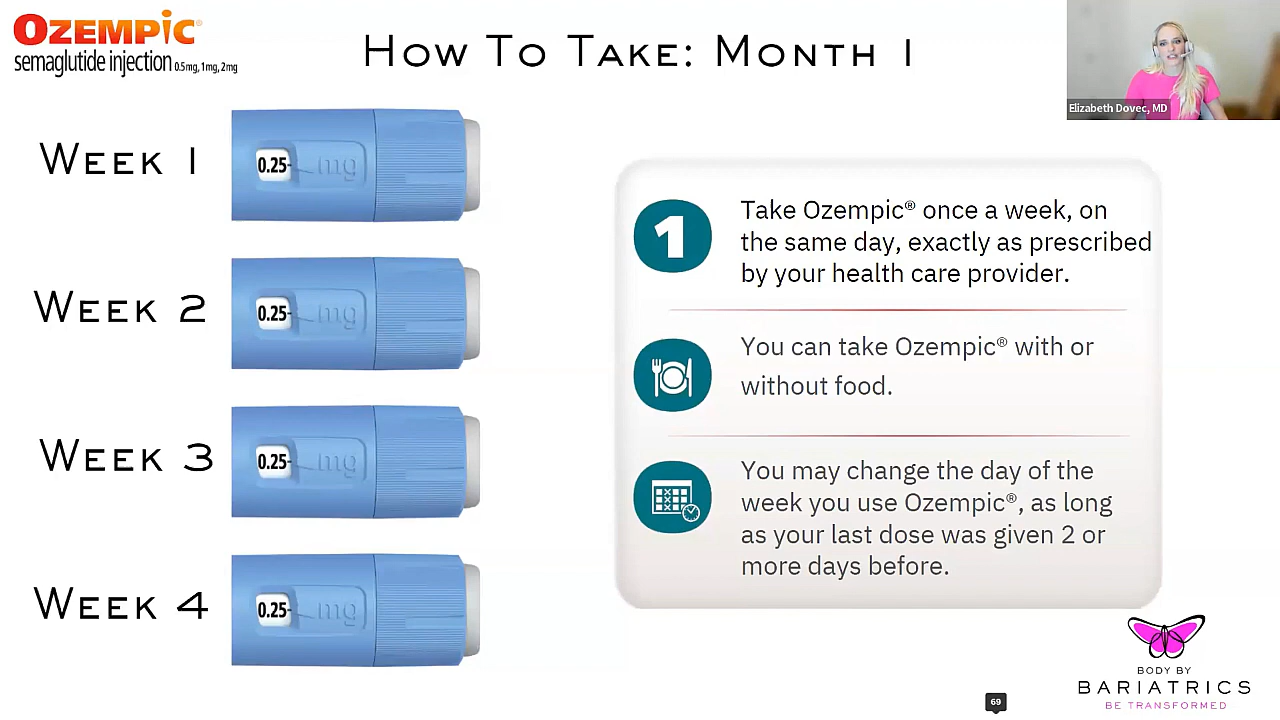 OZEMPIC®
semaglutide injection 0.5mg, 1mg, 2mg
HOW TO TAKE: MONTH 1
Elizabeth Dovec, MD
WEEK 1
0.25 mg
WEEK 2
0.25 mg
WEEK 3
0.25 mg
WEEK 4
0.25 mg
1
Take Ozempic® once a week, on
the same day, exactly as prescribed
by your health care provider.
You can take Ozempic® with or
without food.
You may change the day of the
week you use Ozempic®, as long
as your last dose was given 2 or
more days before.
69
BODY BY
BARIATRICS
BE TRANSFORMED